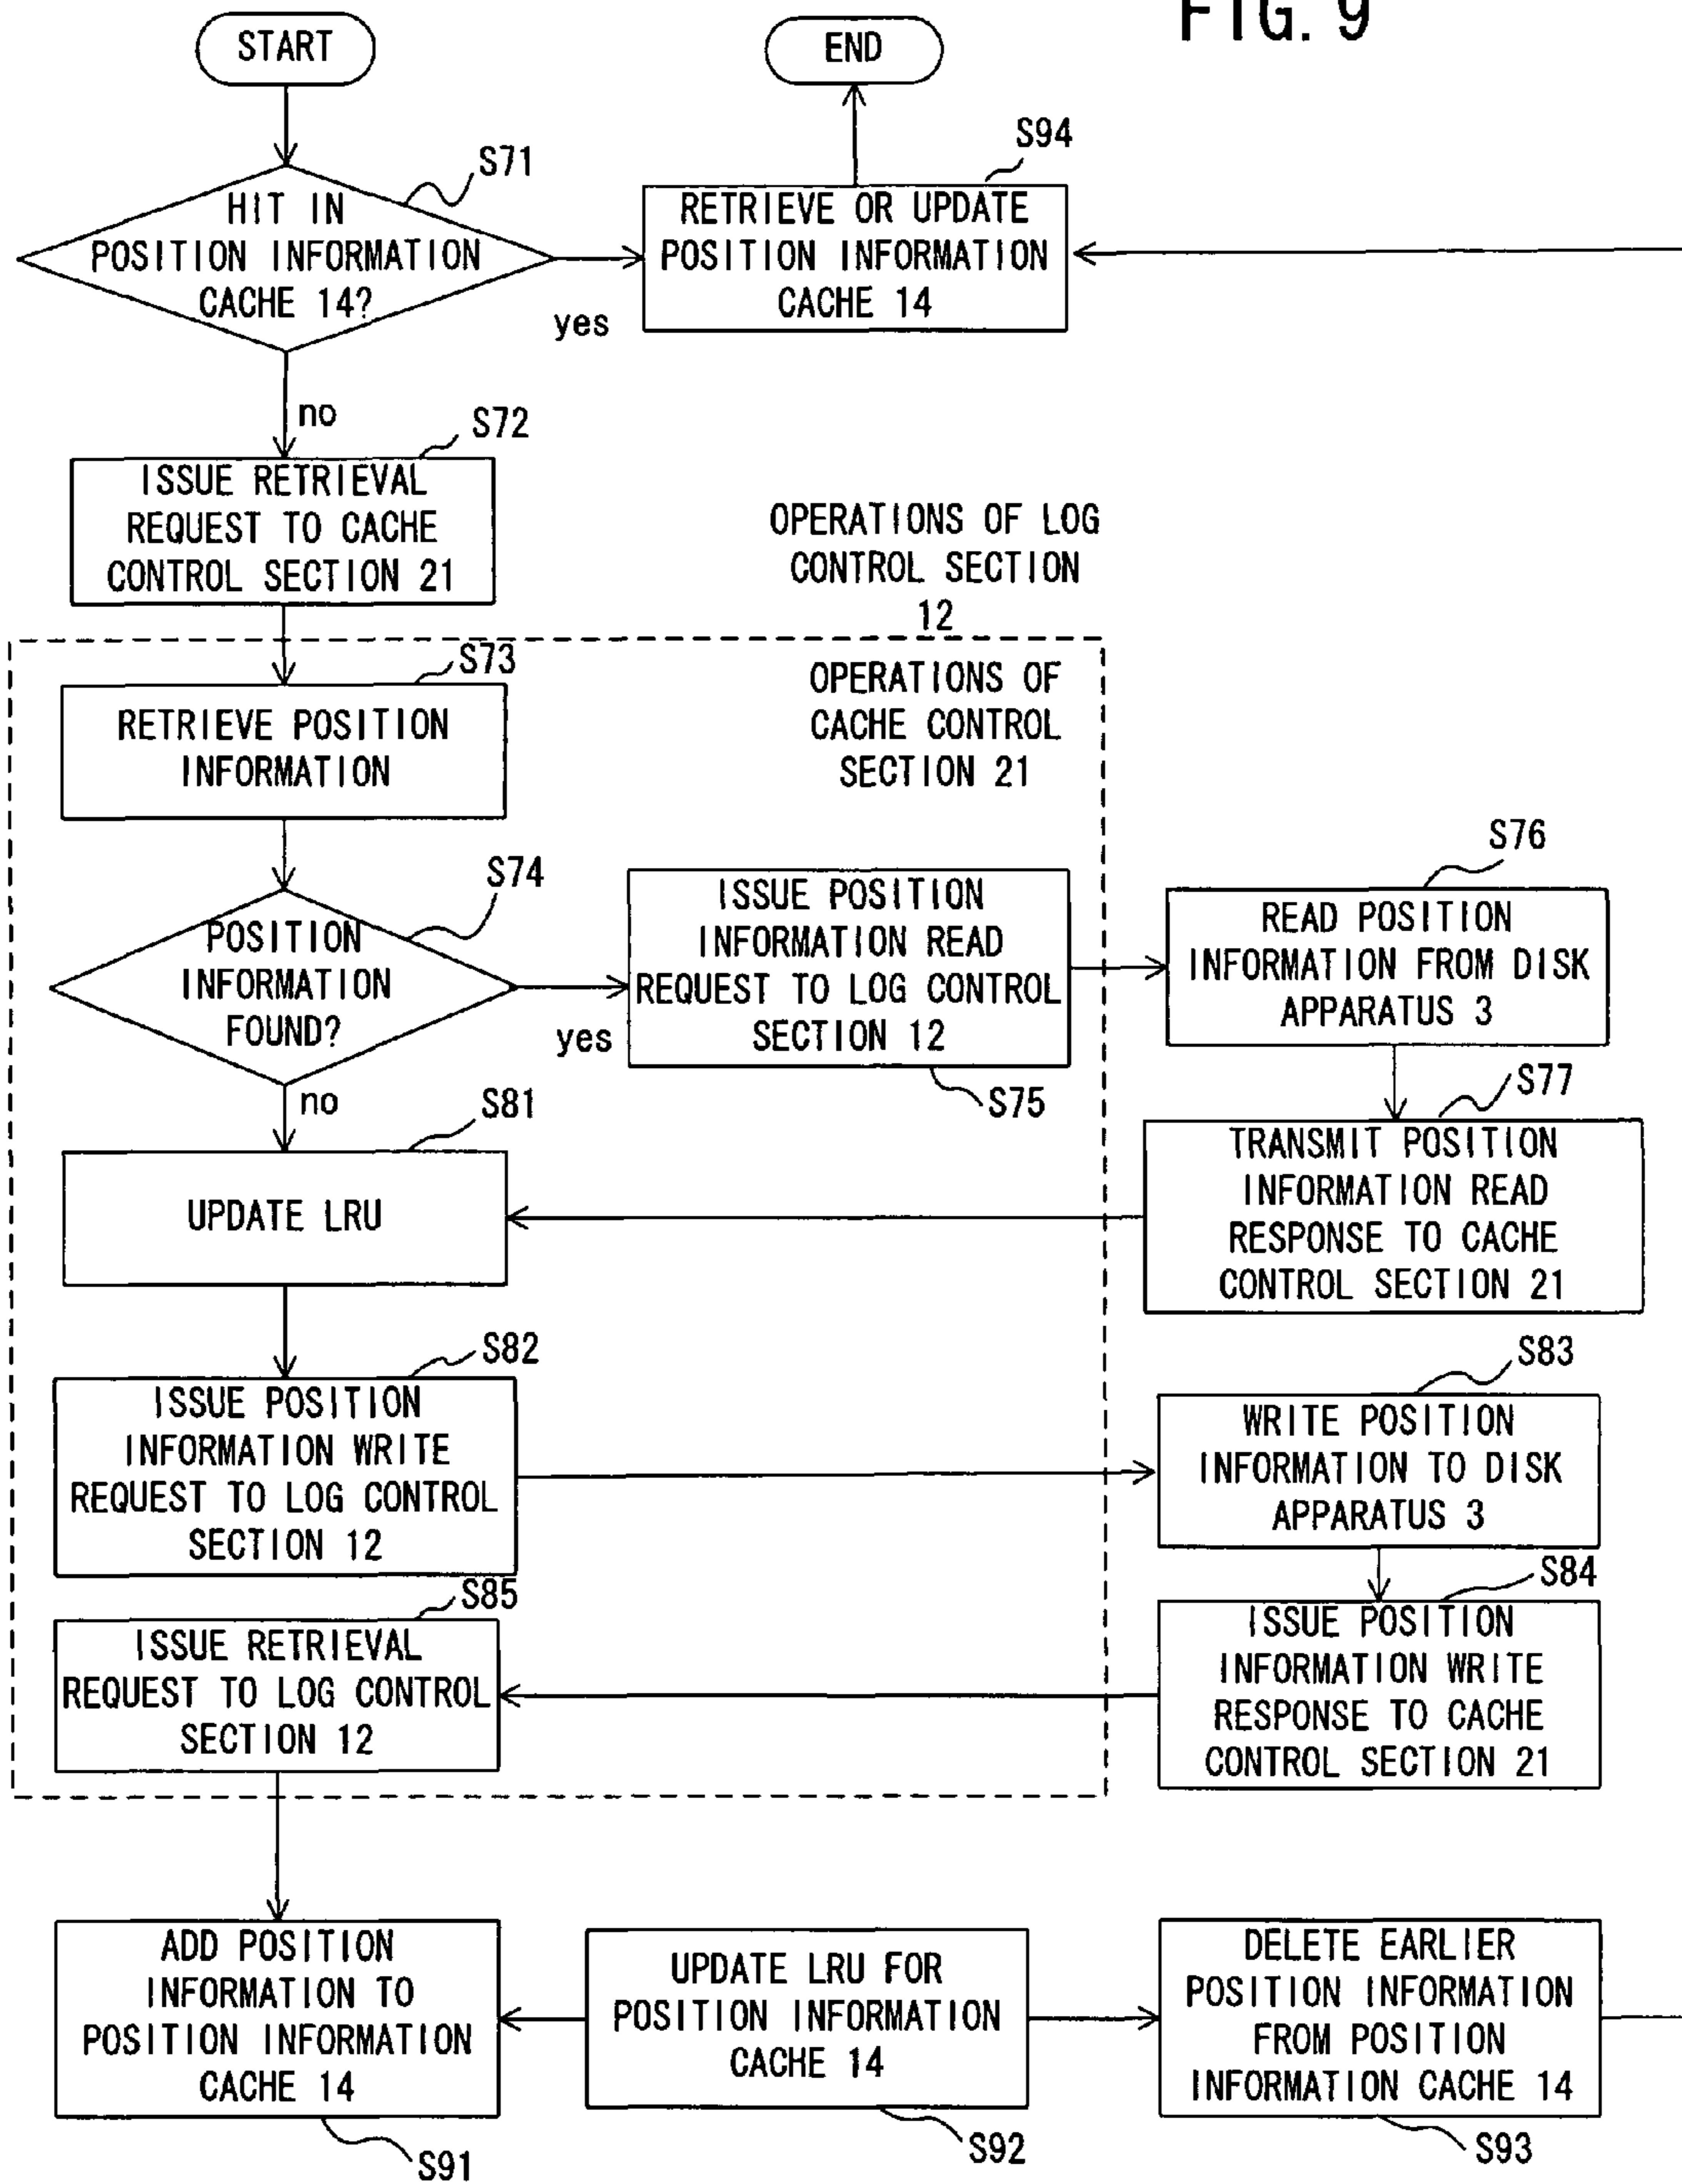 FIG. 9
START
END
S71
S94
HIT IN
POSITION INFORMATION
CACHE 14?
RETRIEVE OR UPDATE
POSITION INFORMATION
CACHE 14
yes
no
S72
ISSUE RETRIEVAL
REQUEST TO CACHE
CONTROL SECTION 21
OPERATIONS OF LOG
CONTROL SECTION
12
S73
OPERATIONS OF
CACHE CONTROL
SECTION 21
RETRIEVE POSITION
INFORMATION
S74
POSITION
INFORMATION
FOUND?
yes
no
ISSUE POSITION
INFORMATION READ
REQUEST TO LOG CONTROL
SECTION 12
S75
S76
READ POSITION
INFORMATION FROM DISK
APPARATUS 3
S77
TRANSMIT POSITION
INFORMATION READ
RESPONSE TO CACHE
CONTROL SECTION 21
S81
UPDATE LRU
S82
ISSUE POSITION
INFORMATION WRITE
REQUEST TO LOG CONTROL
SECTION 12
S83
WRITE POSITION
INFORMATION TO DISK
APPARATUS 3
S84
ISSUE POSITION
INFORMATION WRITE
RESPONSE TO CACHE
CONTROL SECTION 21
S85
ISSUE RETRIEVAL
REQUEST TO LOG CONTROL
SECTION 12
ADD POSITION
INFORMATION TO
POSITION INFORMATION
CACHE 14
S91
UPDATE LRU FOR
POSITION INFORMATION
CACHE 14
S92
DELETE EARLIER
POSITION INFORMATION
FROM POSITION
INFORMATION CACHE 14
S93